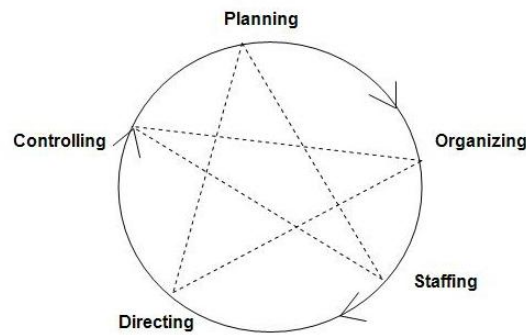 Planning
Organizing
Controlling
Staffing
Directing